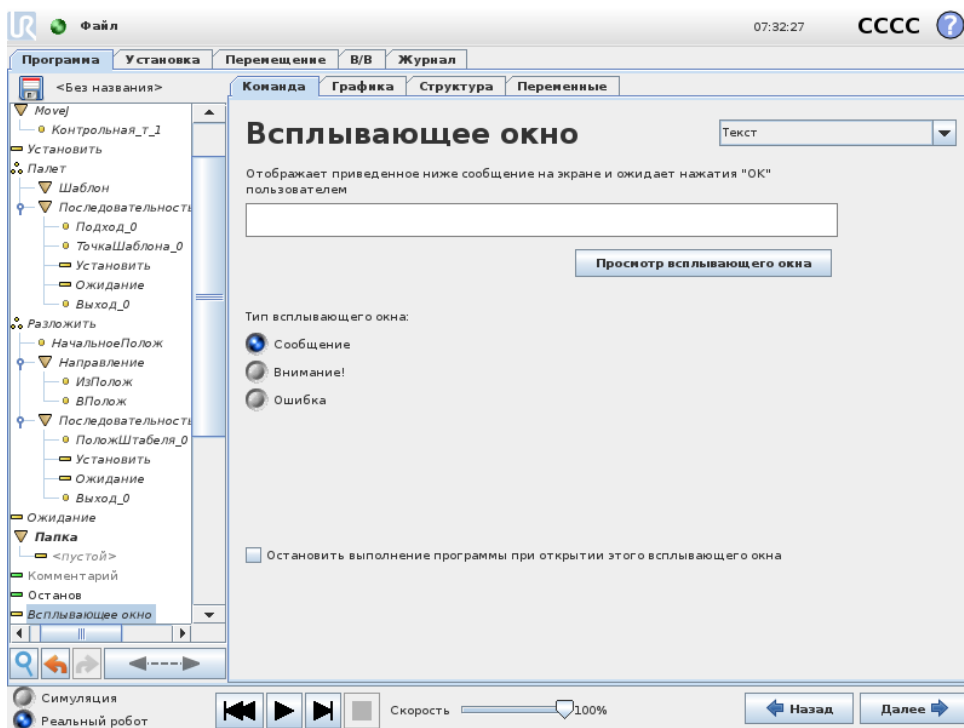 UR
Файл
07:32:27
CCCC
?
Программа Установка Перемещение В/В Журнал
<Без названия>
Команда Графика Структура Переменные
MoveJ
Контрольная_т_1
Установить
Палет
Шаблон
Последовательность
Подход_0
ТочкаШаблона_0
Установить
Ожидание
Выход_0
Разложить
НачальноеПолож
Направление
ИзПолож
ВПолож
Последовательность
ПоложШтабеля_0
Установить
Ожидание
Выход_0
Ожидание
Папка
<пустой>
Комментарий
Останов
Всплывающее окно
Всплывающее окно
Текст
Отображает приведенное ниже сообщение на экране и ожидает нажатия "ОК"
пользователем
Просмотр всплывающего окна
Тип всплывающего окна:
Сообщение
Внимание!
Ошибка
Остановить выполнение программы при открытии этого всплывающего окна
Симуляция
Реальный робот
Скорость 100%
Назад
Далее